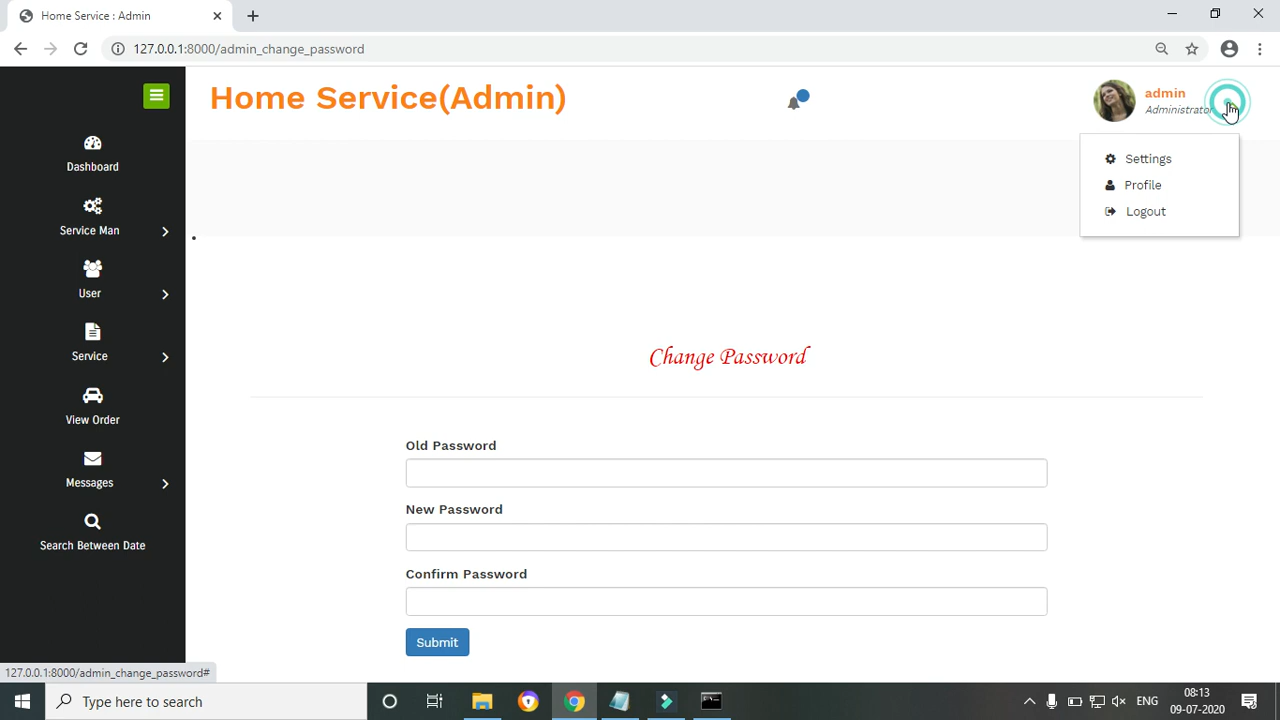 Home Service : Admin
127.0.0.1:8000/admin_change_password
Home Service(Admin)
admin
Administrator
Settings
Profile
Logout
Dashboard
Service Man
User
Service
View Order
Messages
Search Between Date
Change Password
Old Password
New Password
Confirm Password
Submit
127.0.0.1:8000/admin_change_password#
Type here to search
ENG
08:13
09-07-2020